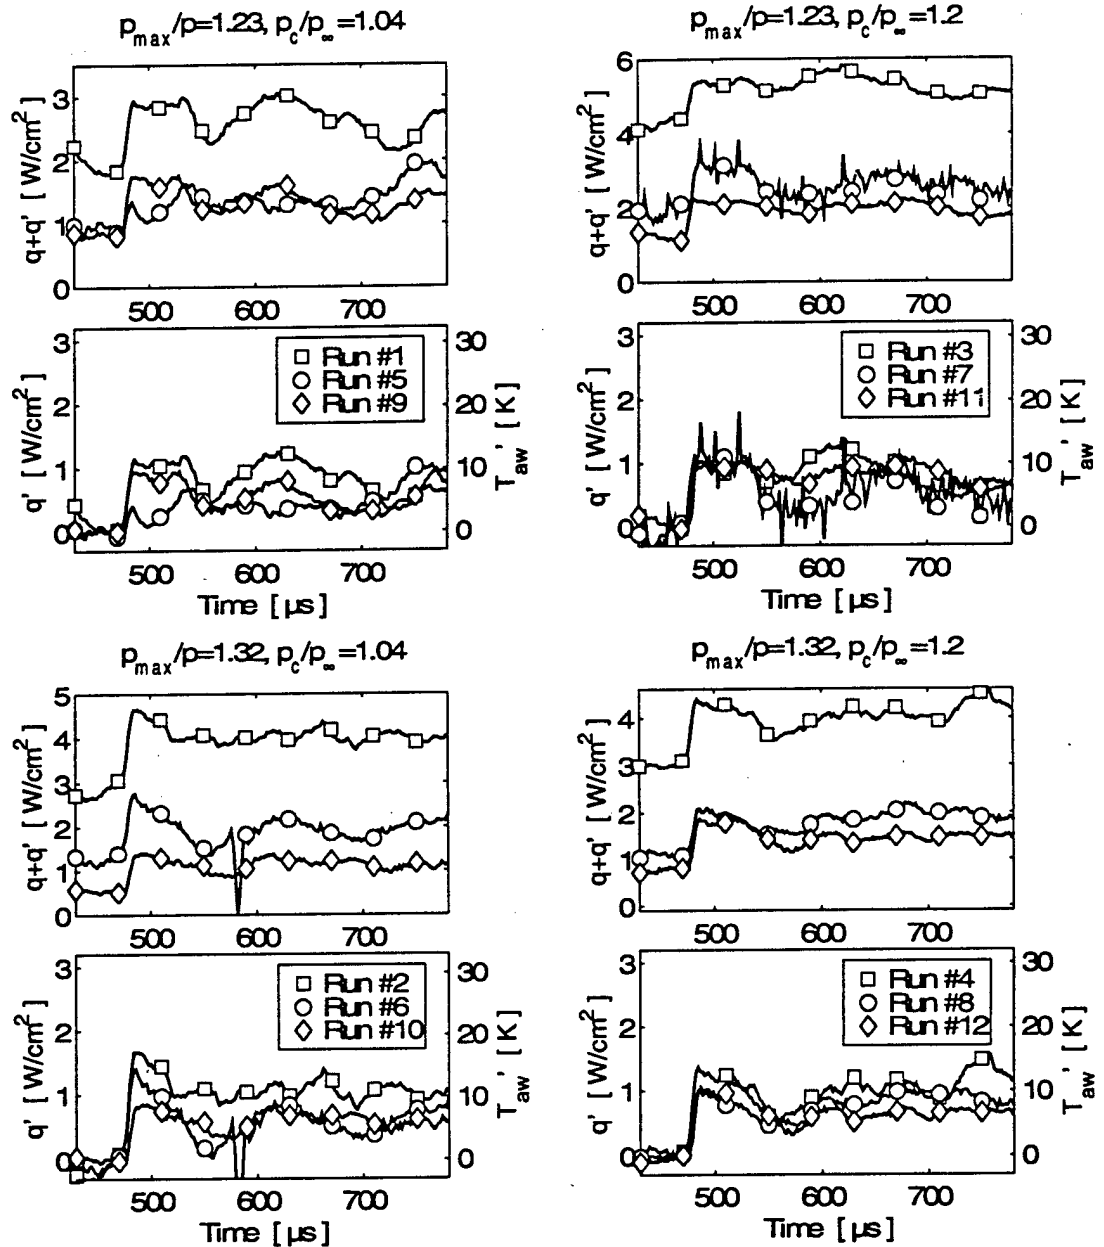 p_max/p=1.23, p_c/p_∞=1.04
q+q' [W/cm²]
3
2
1
0
500 600 700
q' [W/cm²]
3
2
1
0
Run #1
Run #5
Run #9
30
20
10
0
T_aw' [K]
500 600 700
Time [µs]
p_max/p=1.23, p_c/p_∞=1.2
q+q' [W/cm²]
6
4
2
0
500 600 700
q' [W/cm²]
3
2
1
0
Run #3
Run #7
Run #11
30
20
10
0
T_aw' [K]
500 600 700
Time [µs]
p_max/p=1.32, p_c/p_∞=1.04
q+q' [W/cm²]
5
4
3
2
1
0
500 600 700
q' [W/cm²]
3
2
1
0
Run #2
Run #6
Run #10
30
20
10
0
T_aw' [K]
500 600 700
Time [µs]
p_max/p=1.32, p_c/p_∞=1.2
q+q' [W/cm²]
4
3
2
1
0
500 600 700
q' [W/cm²]
3
2
1
0
Run #4
Run #8
Run #12
30
20
10
0
T_aw' [K]
500 600 700
Time [µs]